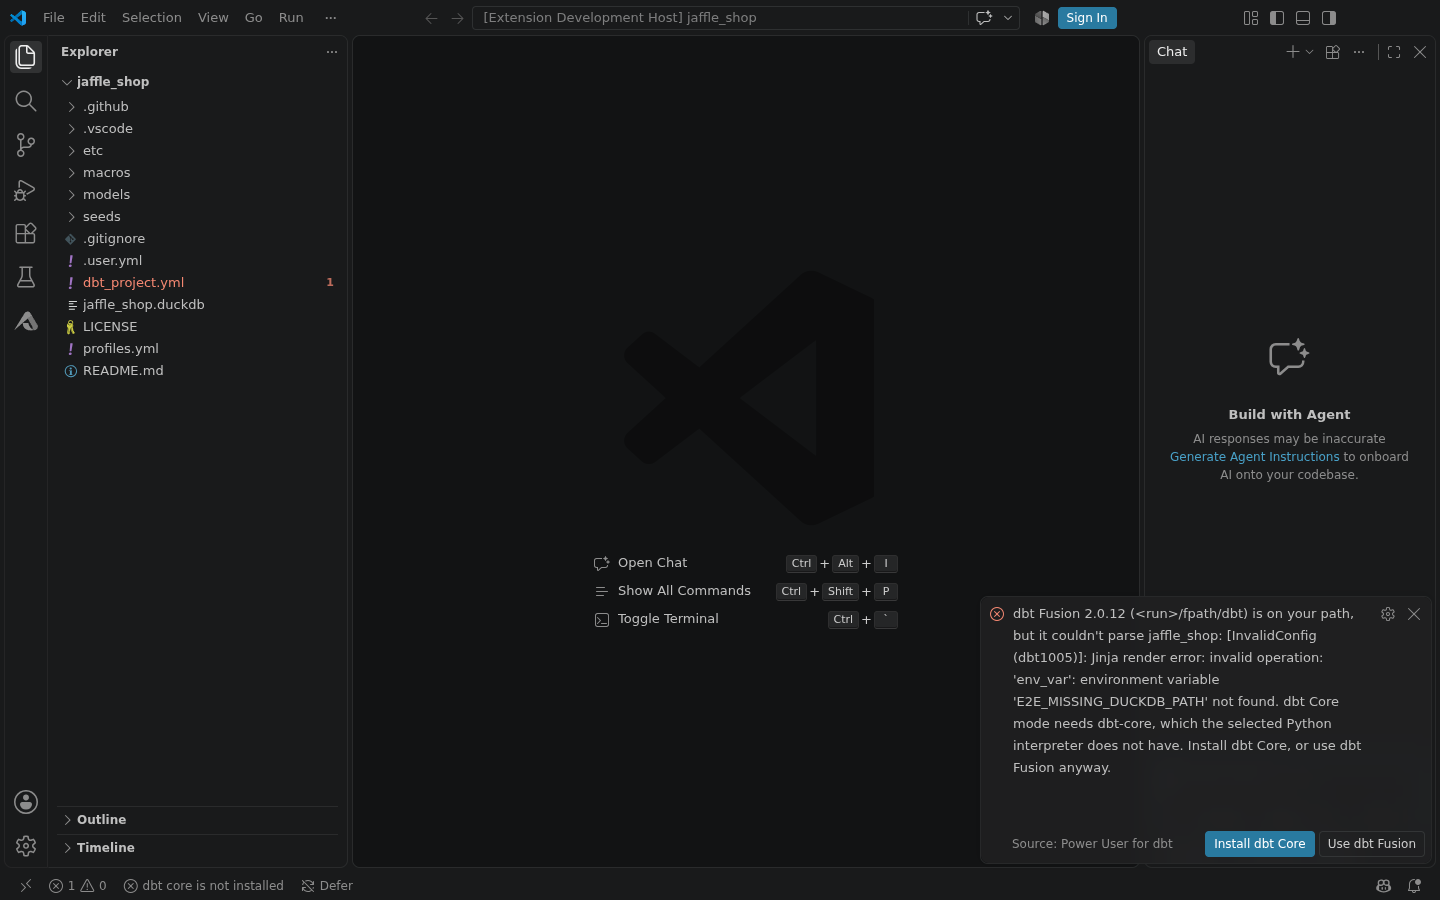 File Edit Selection View Go Run ···
[Extension Development Host] jaffle_shop
Sign In
Explorer
jaffle_shop
.github
.vscode
etc
macros
models
seeds
.gitignore
.user.yml
dbt_project.yml 1
jaffle_shop.duckdb
LICENSE
profiles.yml
README.md
Outline
Timeline
Open Chat Ctrl + Alt + I
Show All Commands Ctrl + Shift + P
Toggle Terminal Ctrl + `
Chat
Build with Agent
AI responses may be inaccurate
Generate Agent Instructions to onboard
AI onto your codebase.
dbt Fusion 2.0.12 (<run>/fpath/dbt) is on your path,
but it couldn't parse jaffle_shop: [InvalidConfig
(dbt1005)]: Jinja render error: invalid operation:
'env_var': environment variable
'E2E_MISSING_DUCKDB_PATH' not found. dbt Core
mode needs dbt-core, which the selected Python
interpreter does not have. Install dbt Core, or use dbt
Fusion anyway.
Source: Power User for dbt
Install dbt Core
Use dbt Fusion
1 0 dbt core is not installed Defer